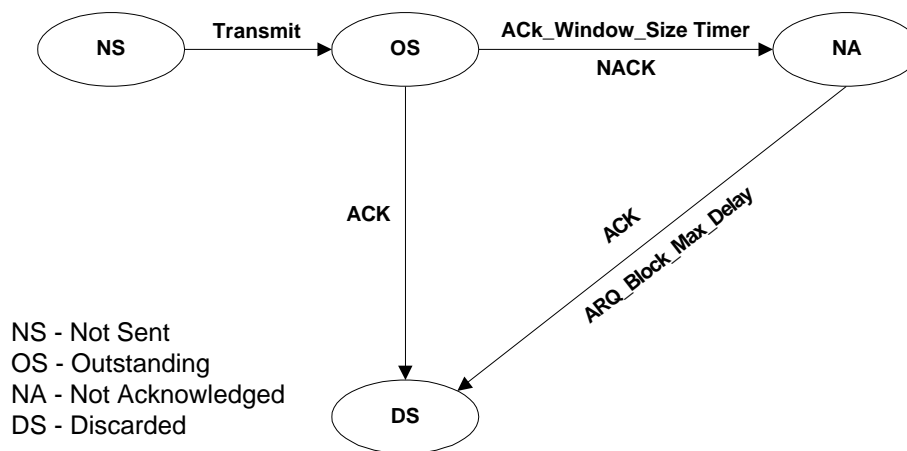 NS
Transmit
OS
ACk_Window_Size Timer
NACK
NA
ACK
ACK
ARQ_Block_Max_Delay
NS - Not Sent
OS - Outstanding
NA - Not Acknowledged
DS - Discarded
DS